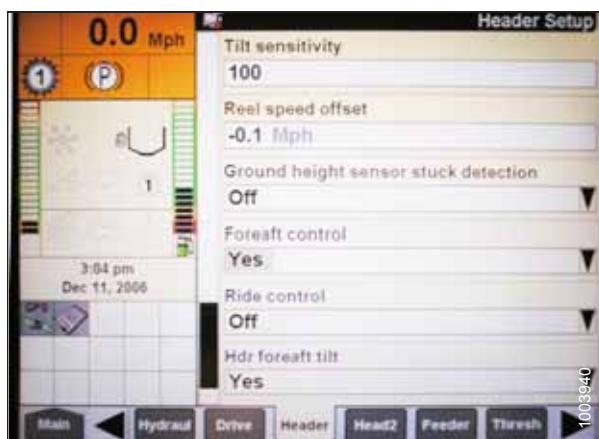 0.0 Mph
Header Setup
1
(P)
Tilt sensitivity
100
Reel speed offset
-0.1 Mph
Ground height sensor stuck detection
Off
1
Foreaft control
Yes
3:04 pm
Dec 11, 2006
Ride control
Off
Hdr foreaft tilt
Yes
Main
Hydraul
Drive
Header
Head2
Feeder
Thresh
1003940